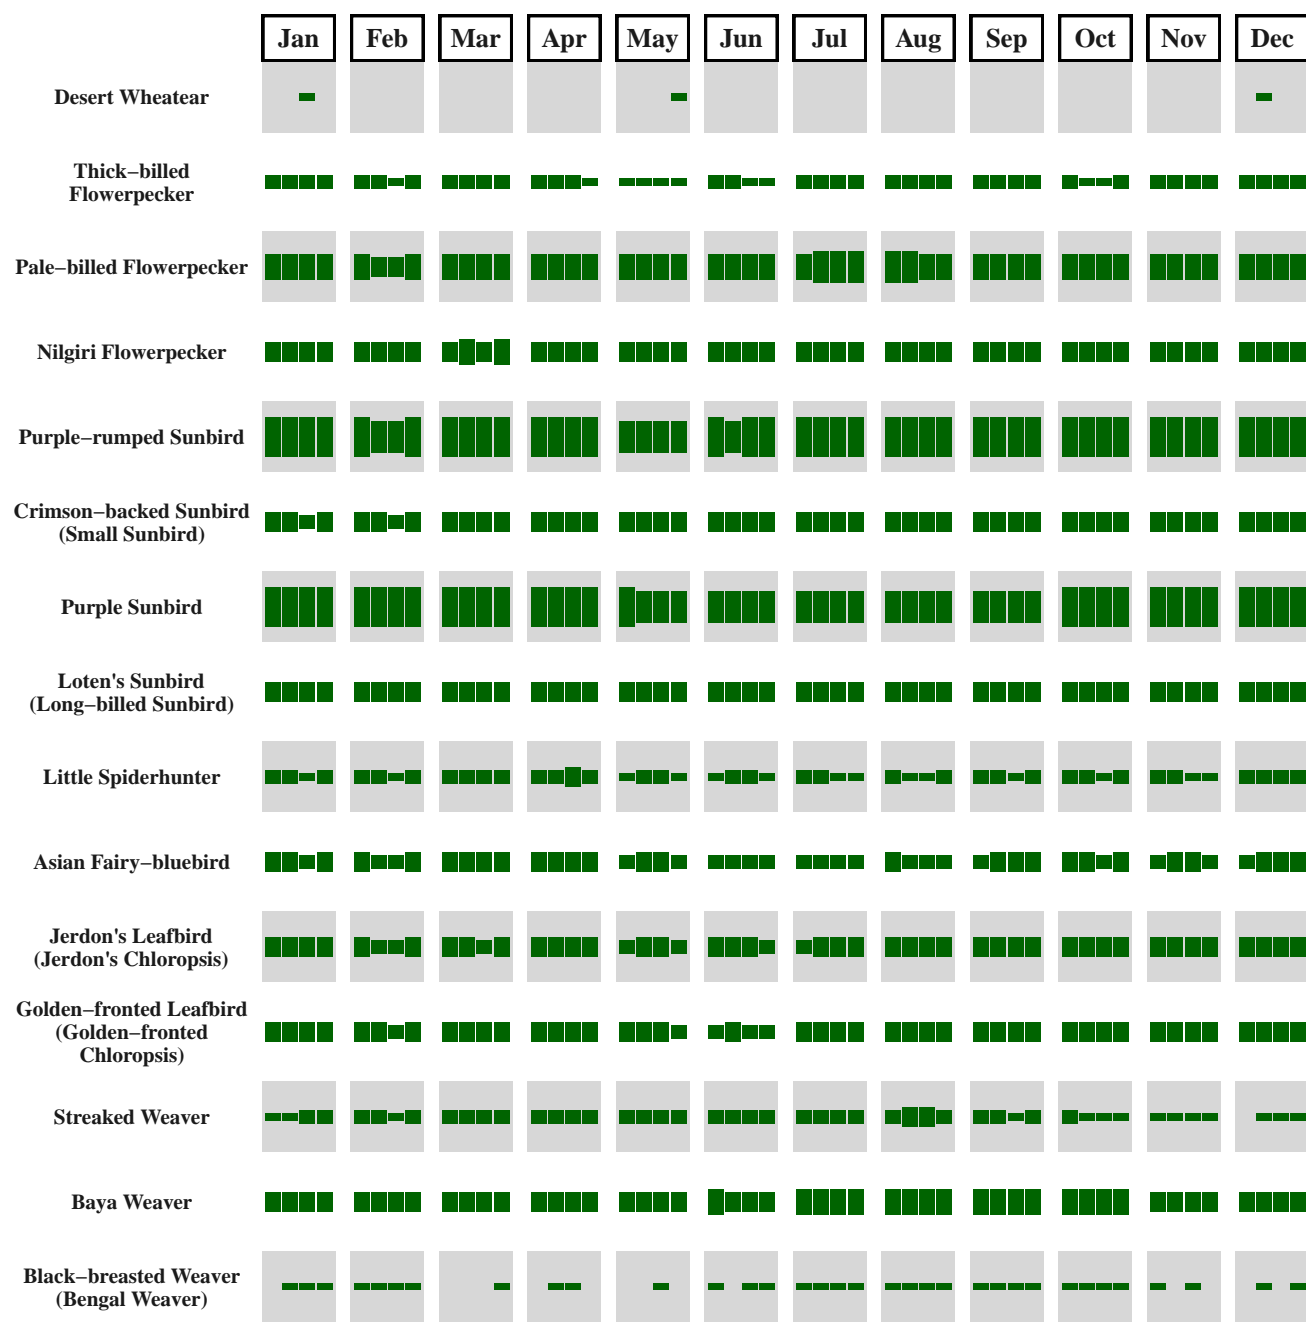 Jan Feb Mar Apr May Jun Jul Aug Sep Oct Nov Dec
Desert Wheatear
Thick−billed
Flowerpecker
Pale−billed Flowerpecker
Nilgiri Flowerpecker
Purple−rumped Sunbird
Crimson−backed Sunbird
(Small Sunbird)
Purple Sunbird
Loten's Sunbird
(Long−billed Sunbird)
Little Spiderhunter
Asian Fairy−bluebird
Jerdon's Leafbird
(Jerdon's Chloropsis)
Golden−fronted Leafbird
(Golden−fronted
Chloropsis)
Streaked Weaver
Baya Weaver
Black−breasted Weaver
(Bengal Weaver)